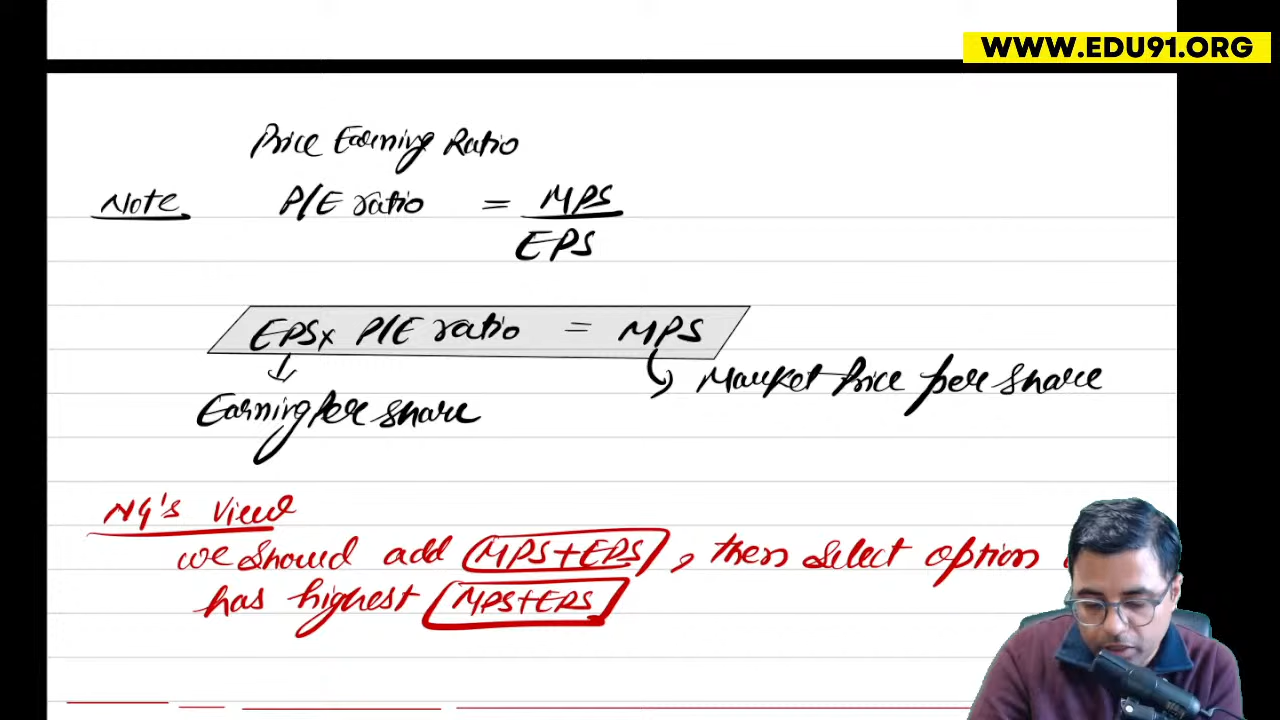 WWW.EDU91.ORG
Price Earning Ratio
Note P/E ratio = MPS
EPS
EPS x P/E ratio = MPS
Market Price per share
Earning Per share
NG's View
we should add MPS+EPS, then select option
has highest MPS+EPS